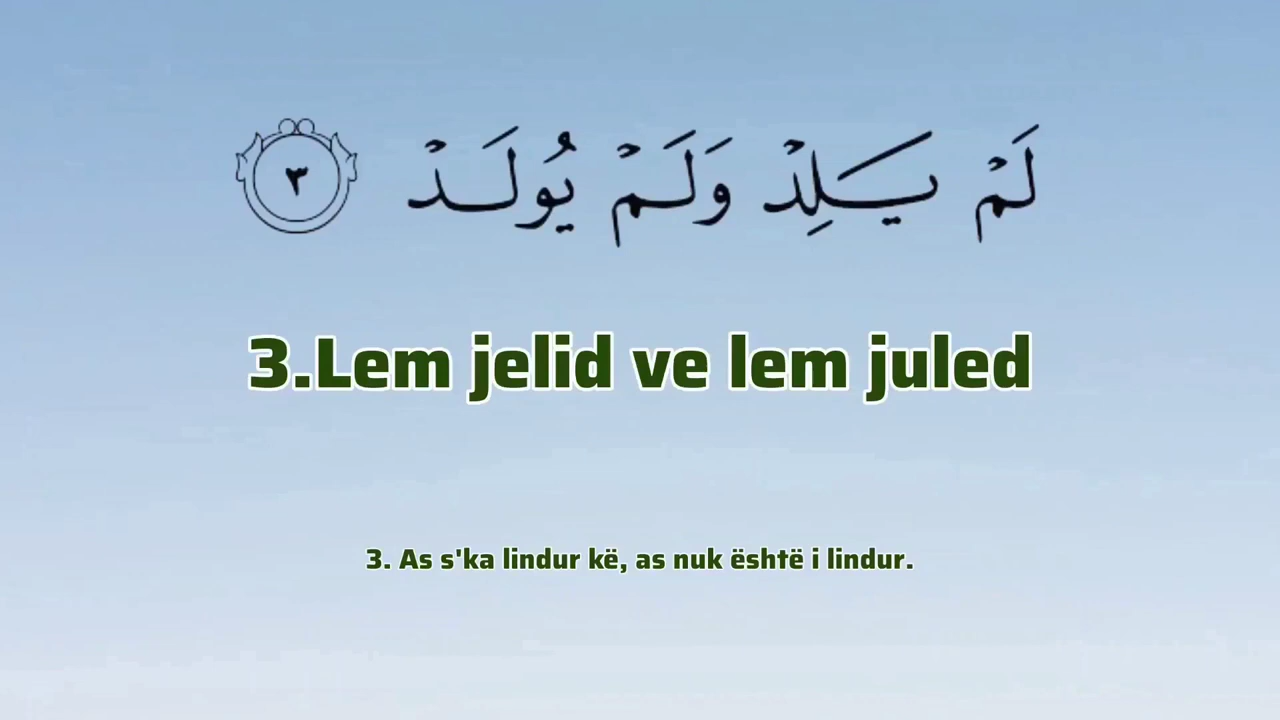 لَمْ يَلِدْ وَلَمْ يُولَدْ ٣
3.Lem jelid ve lem juled
3. As s'ka lindur kë, as nuk është i lindur.